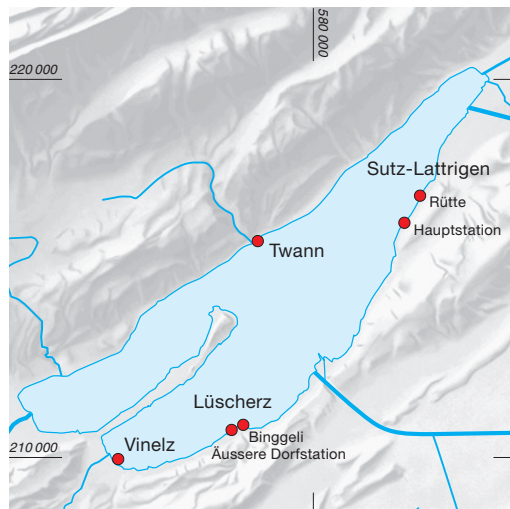 580 000
220 000
Sutz-Lattrigen
Rütte
Hauptstation
Twann
Lüscherz
Binggeli
Äussere Dorfstation
Vinelz
210 000